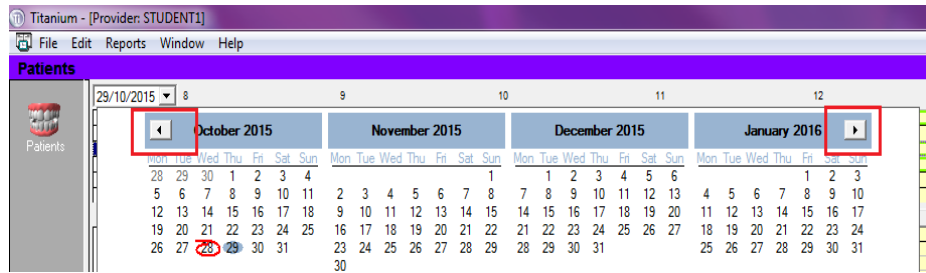 Titanium - [Provider: STUDENT1]
File Edit Reports Window Help
Patients
29/10/2015 8 9 10 11 12
Patients
October 2015 November 2015 December 2015 January 2016
Mon Tue Wed Thu Fri Sat Sun Mon Tue Wed Thu Fri Sat Sun Mon Tue Wed Thu Fri Sat Sun Mon Tue Wed Thu Fri Sat Sun
28 29 30 1 2 3 4 1 1 2 3 4 5 6 1 2 3
5 6 7 8 9 10 11 2 3 4 5 6 7 8 7 8 9 10 11 12 13 4 5 6 7 8 9 10
12 13 14 15 16 17 18 9 10 11 12 13 14 15 14 15 16 17 18 19 20 11 12 13 14 15 16 17
19 20 21 22 23 24 25 16 17 18 19 20 21 22 21 22 23 24 25 26 27 18 19 20 21 22 23 24
26 27 28 29 30 31 23 24 25 26 27 28 29 28 29 30 31 25 26 27 28 29 30 31
30